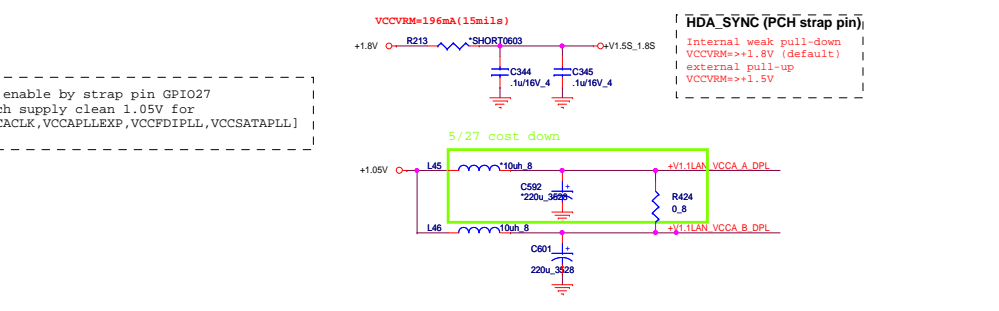 VCCVRM=196mA(15mils)
+1.8V
R213
*SHORT0603
+V1.5S_1.8S
C344
.1u/16V_4
C345
.1u/16V_4
HDA_SYNC (PCH strap pin)
Internal weak pull-down
VCCVRM=>+1.8V (default)
external pull-up
VCCVRM=>+1.5V
enable by strap pin GPIO27
ch supply clean 1.05V for
CACLK,VCCAPLLEXP,VCCFDIPLL,VCCSATAPLL]
5/27 cost down
+1.05V
L45
*10uh_8
+V1.1LAN_VCCA_A_DPL
C592
+
*220u_3528
R424
0_8
L46
10uh_8
+V1.1LAN_VCCA_B_DPL
C601
+
220u_3528